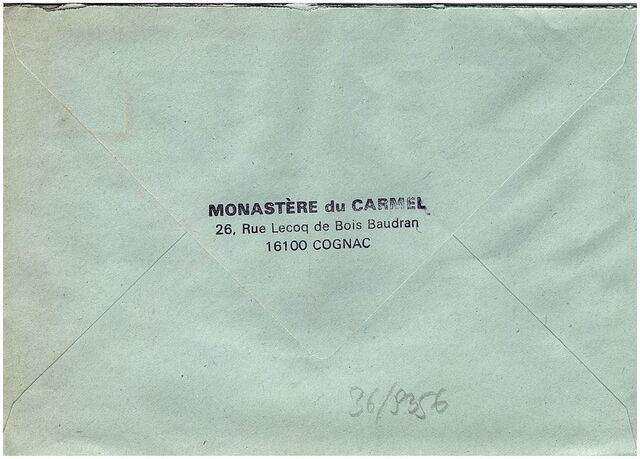 MONASTÈRE du CARMEL
26, Rue Lecoq de Bois Baudran
16100 COGNAC
36/9356